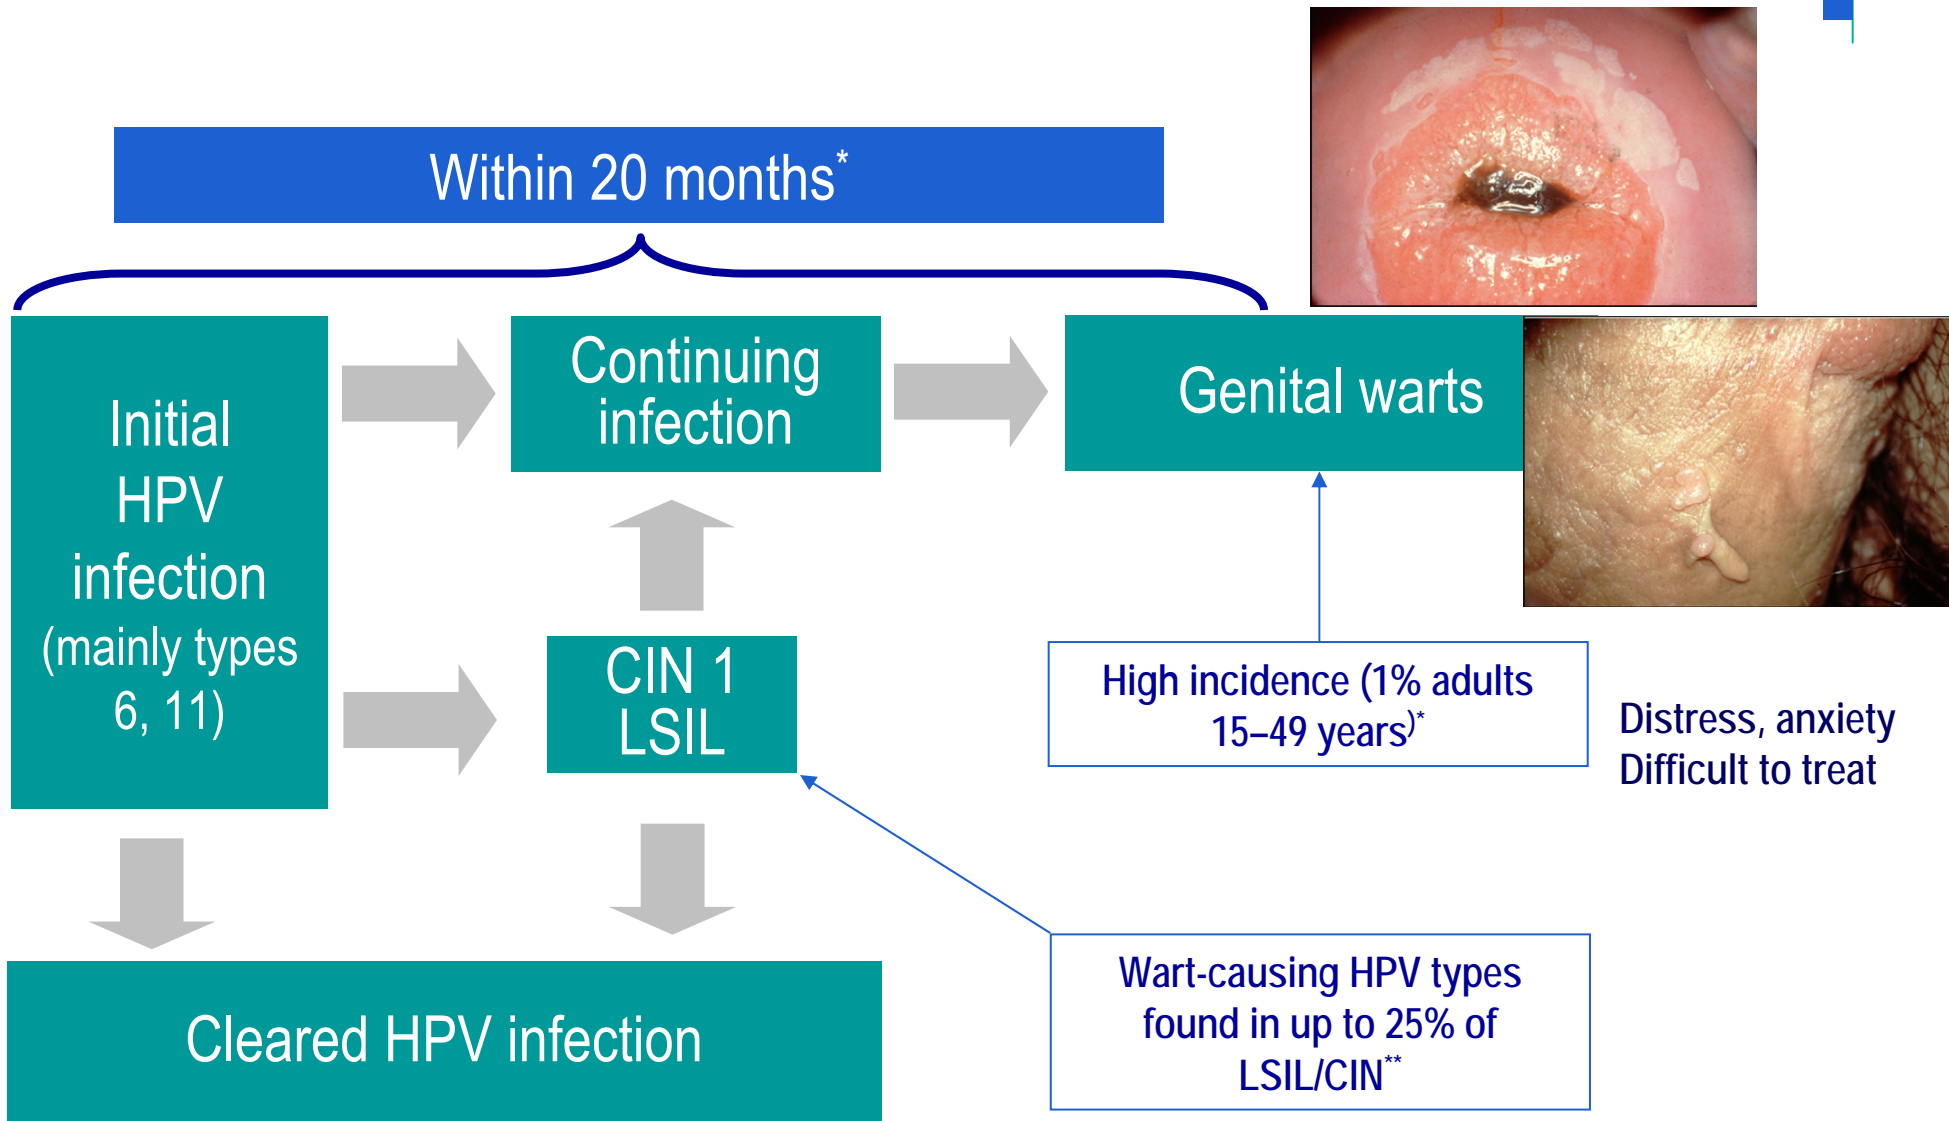 Within 20 months*
Initial
HPV
infection
(mainly types
6, 11)
Continuing
infection
Genital warts
CIN 1
LSIL
High incidence (1% adults
15–49 years)*
Distress, anxiety
Difficult to treat
Cleared HPV infection
Wart-causing HPV types
found in up to 25% of
LSIL/CIN**